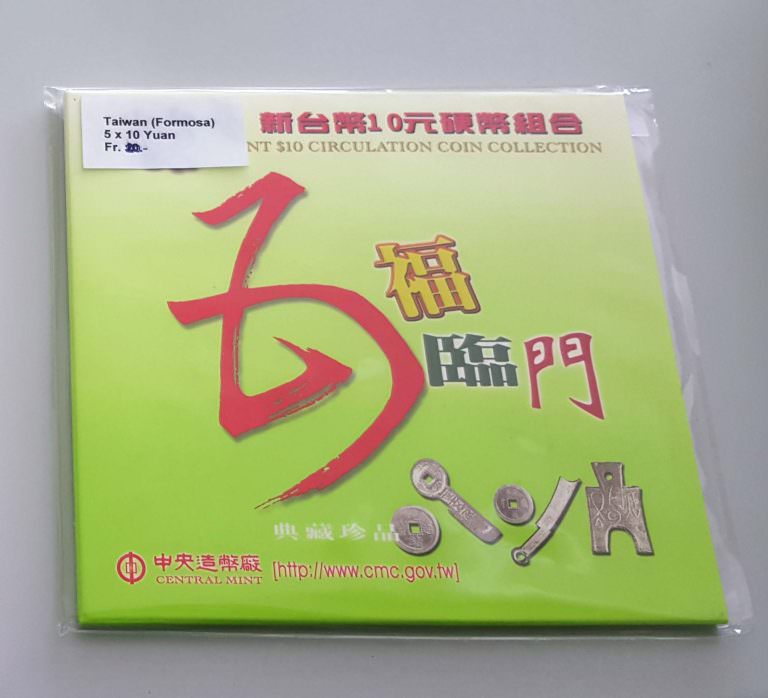 Taiwan (Formosa)
5 x 10 Yuan
Fr. 20.-
新台幣10元硬幣組合
NT $10 CIRCULATION COIN COLLECTION
五福臨門
典藏珍品
中央造幣廠
CENTRAL MINT [http://www.cmc.gov.tw]